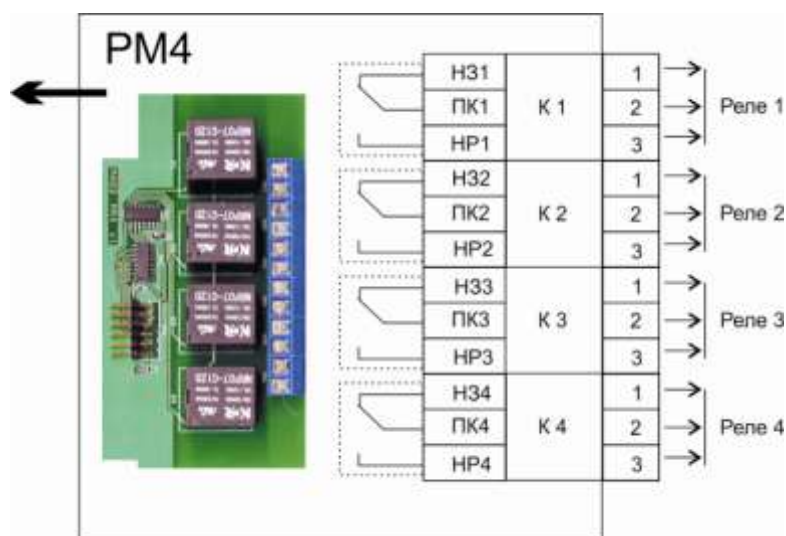 РМ4
НЗ1
ПК1
НР1
К 1
1
2
3
Реле 1
НЗ2
ПК2
НР2
К 2
1
2
3
Реле 2
НЗ3
ПК3
НР3
К 3
1
2
3
Реле 3
НЗ4
ПК4
НР4
К 4
1
2
3
Реле 4